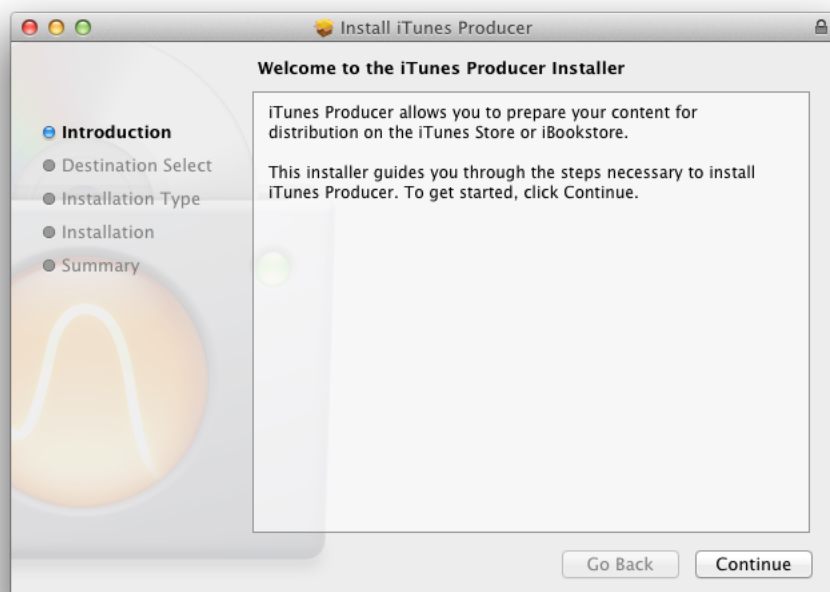 Install iTunes Producer
Welcome to the iTunes Producer Installer
Introduction
Destination Select
Installation Type
Installation
Summary
iTunes Producer allows you to prepare your content for
distribution on the iTunes Store or iBookstore.
This installer guides you through the steps necessary to install
iTunes Producer. To get started, click Continue.
Go Back
Continue